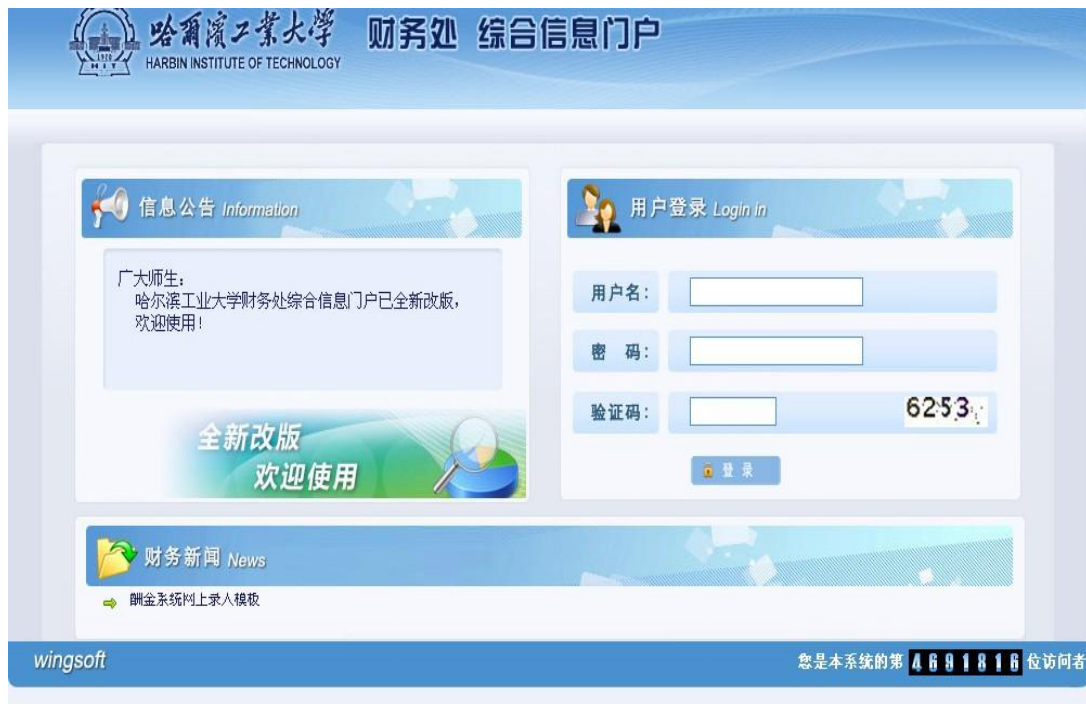 哈爾濱工業大學 财务处 综合信息门户
HARBIN INSTITUTE OF TECHNOLOGY
1920
HIT
信息公告 Information
广大师生:
哈尔滨工业大学财务处综合信息门户已全新改版,
欢迎使用!
全新改版
欢迎使用
用户登录 Login In
用户名:
密 码:
验证码:
6253
登 录
财务新闻 News
酬金系统网上录入模板
wingsoft
您是本系统的第 4691816 位访问者